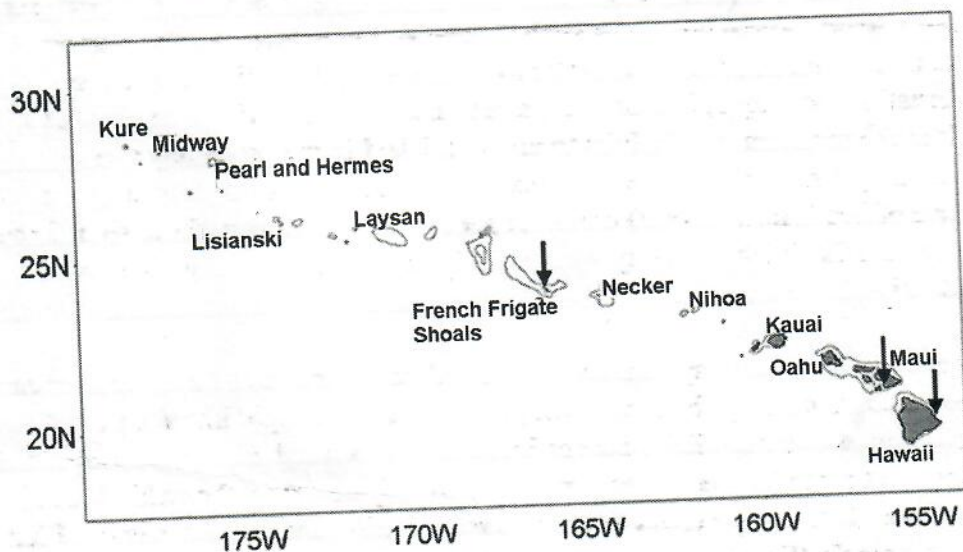 30N
Kure
Midway
Pearl and Hermes
Lisianski
Laysan
25N
French Frigate
Shoals
Necker
Nihoa
Kauai
Oahu
Maui
20N
Hawaii
175W
170W
165W
160W
155W